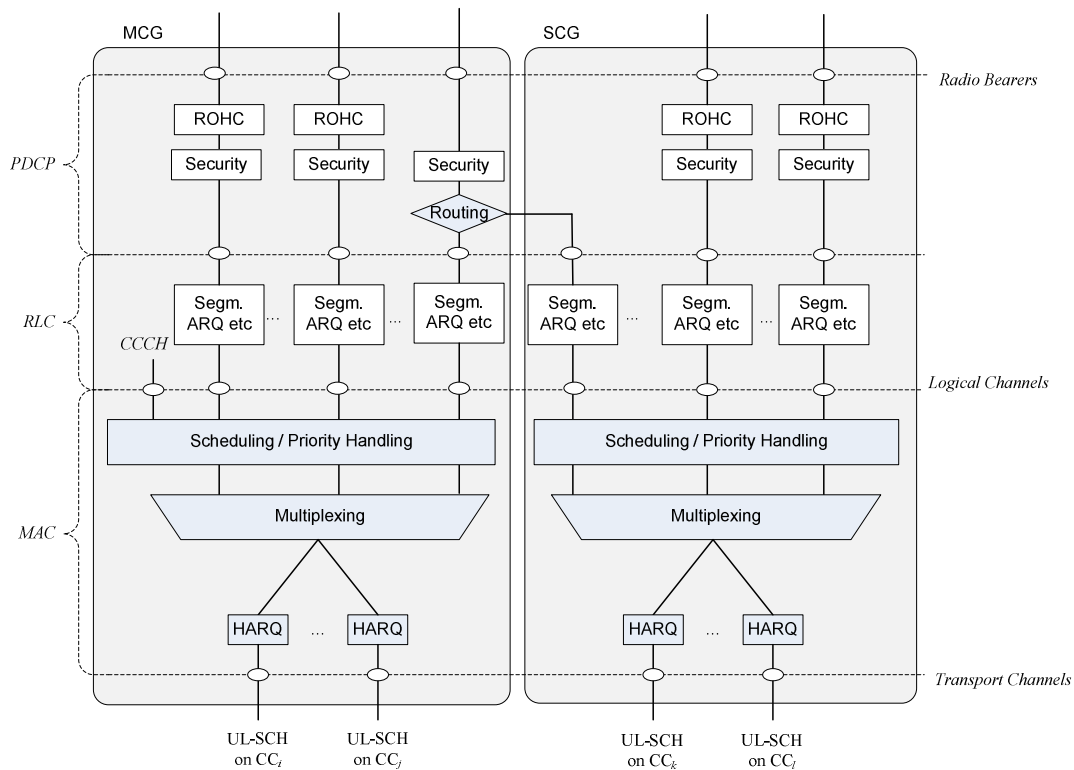 MCG
SCG
Radio Bearers
ROHC
ROHC
ROHC
ROHC
PDCP
Security
Security
Security
Security
Security
Routing
Segm.
ARQ etc
...
Segm.
ARQ etc
...
Segm.
ARQ etc
Segm.
ARQ etc
...
Segm.
ARQ etc
...
Segm.
ARQ etc
RLC
CCCH
Logical Channels
Scheduling / Priority Handling
Scheduling / Priority Handling
Multiplexing
Multiplexing
MAC
HARQ
...
HARQ
HARQ
...
HARQ
Transport Channels
UL-SCH
on CCi
UL-SCH
on CCj
UL-SCH
on CCk
UL-SCH
on CCl